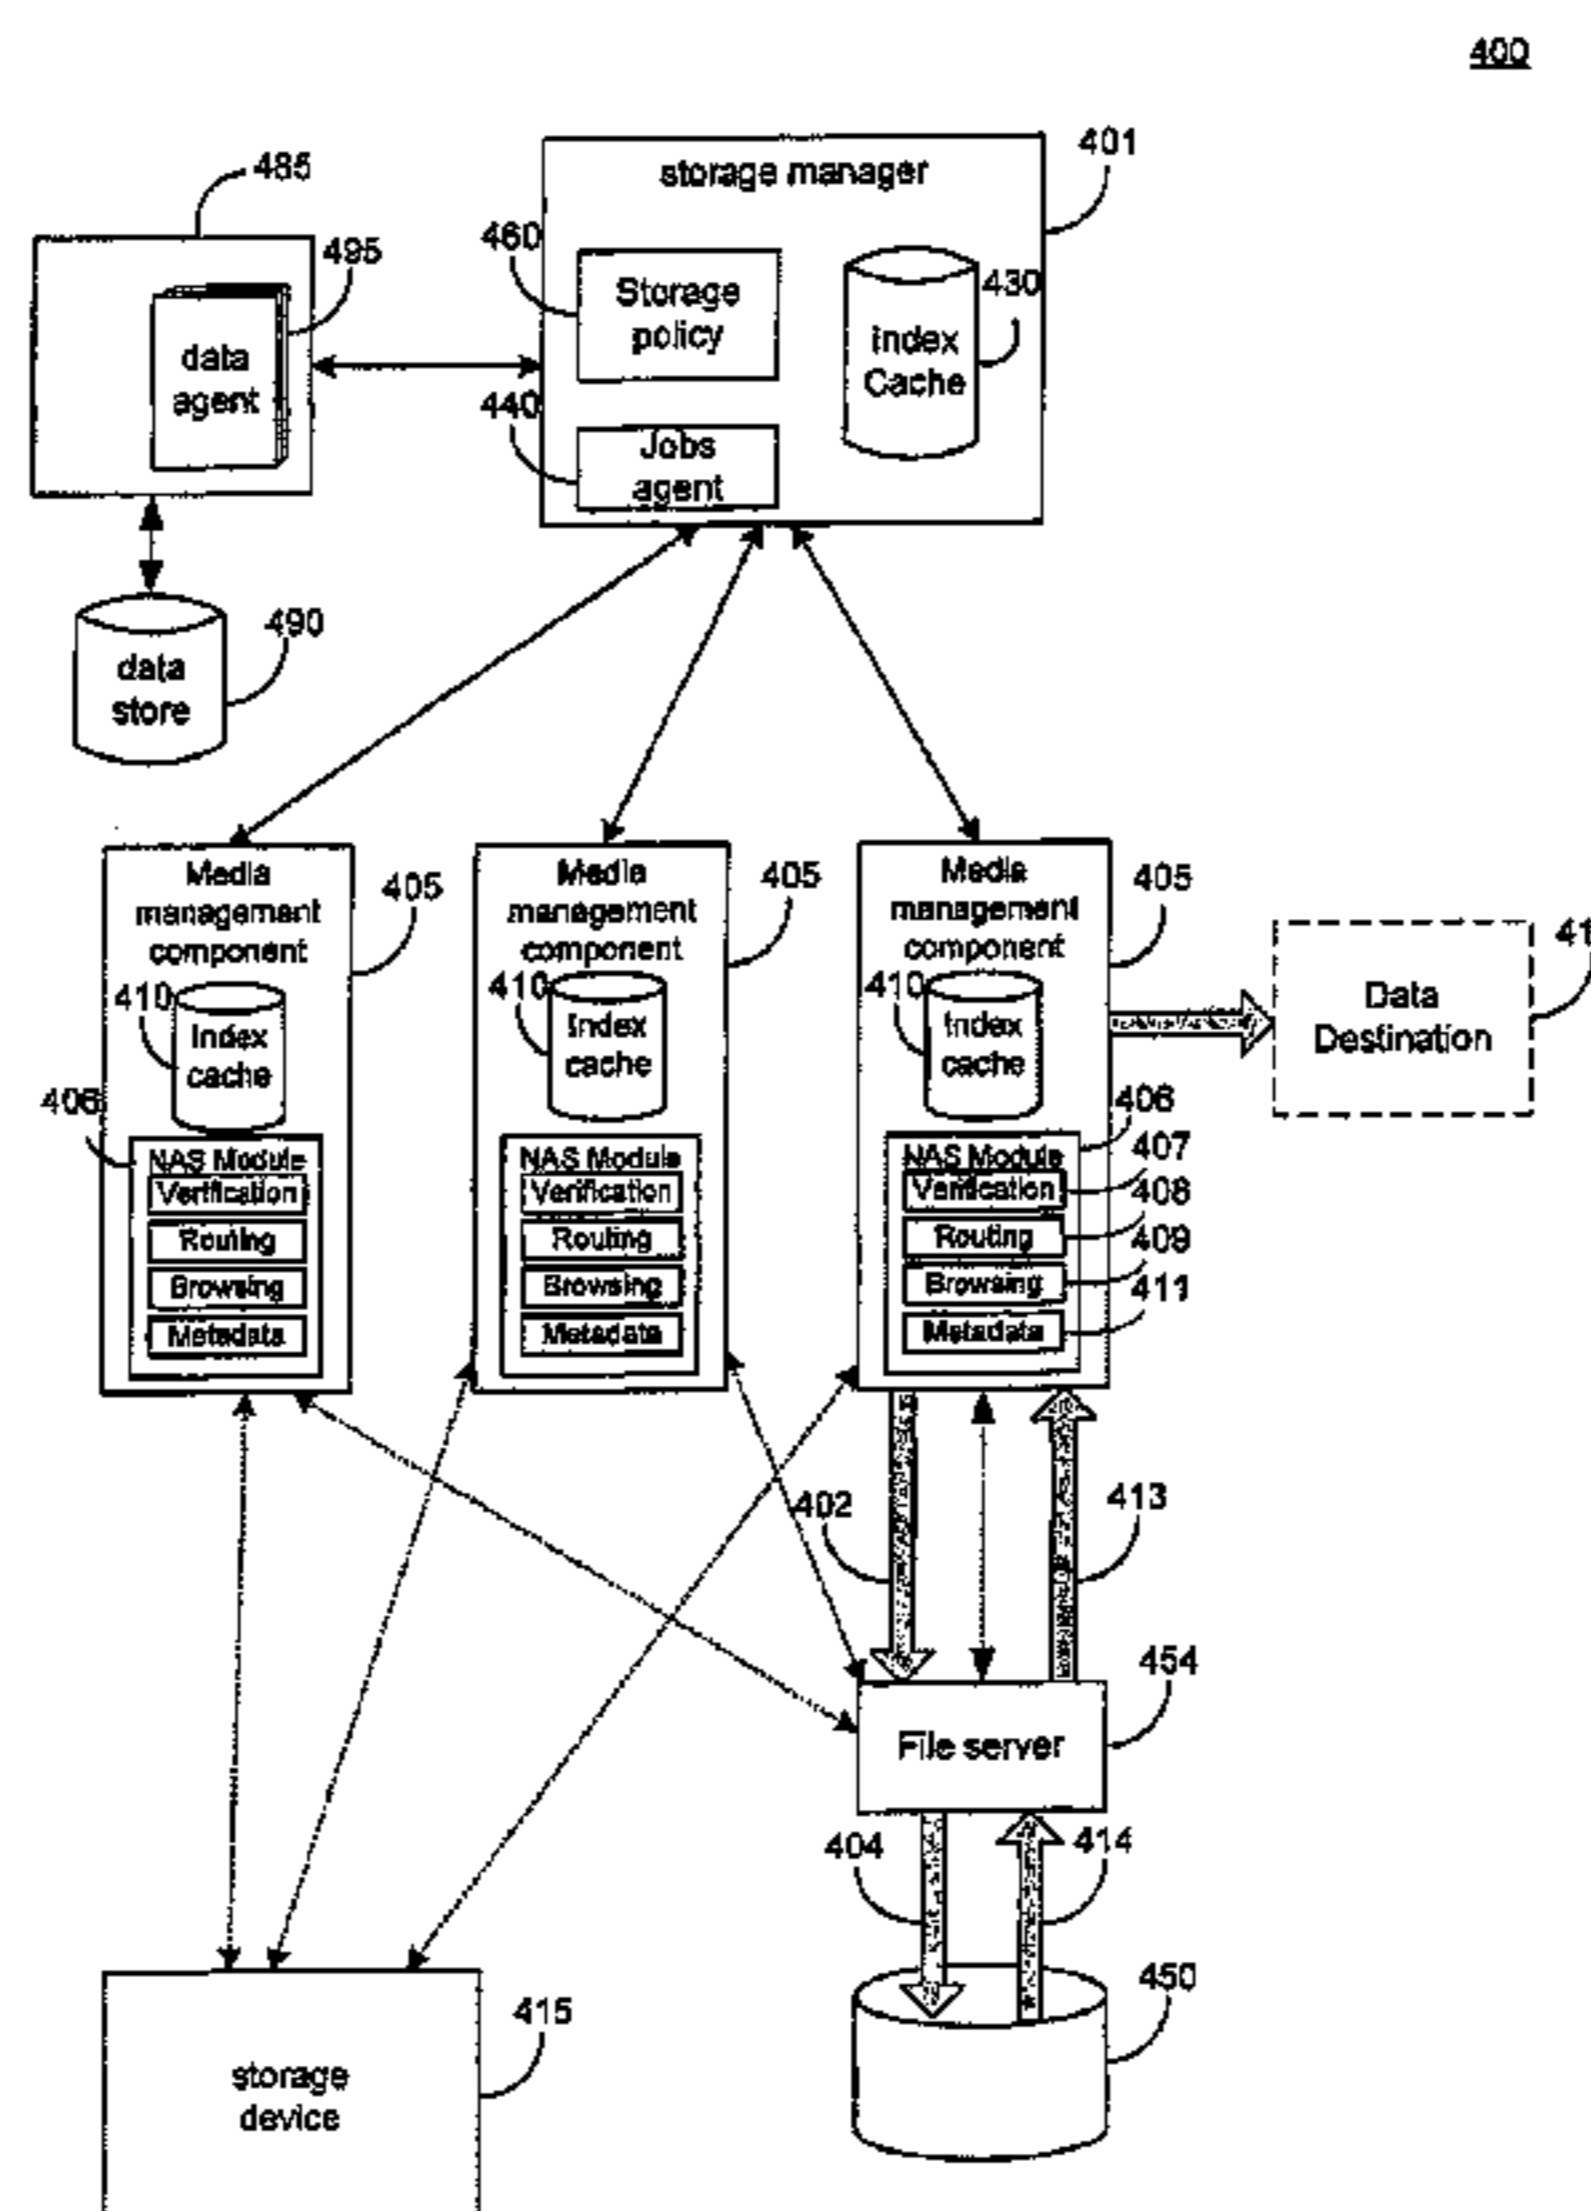 400
485
495
data
agent
storage manager
401
460
Storage
policy
430
Index
Cache
440
Jobs
agent
490
data
store
Media
management
component
405
410
Index
cache
406
NAS Module
Verification
Routing
Browsing
Metadata
Media
management
component
405
410
Index
cache
NAS Module
Verification
Routing
Browsing
Metadata
Media
management
component
405
410
Index
cache
406
NAS Module
407
Verification
408
Routing
409
Browsing
411
Metadata
Data
Destination
402
413
454
File server
404
414
450
415
storage
device